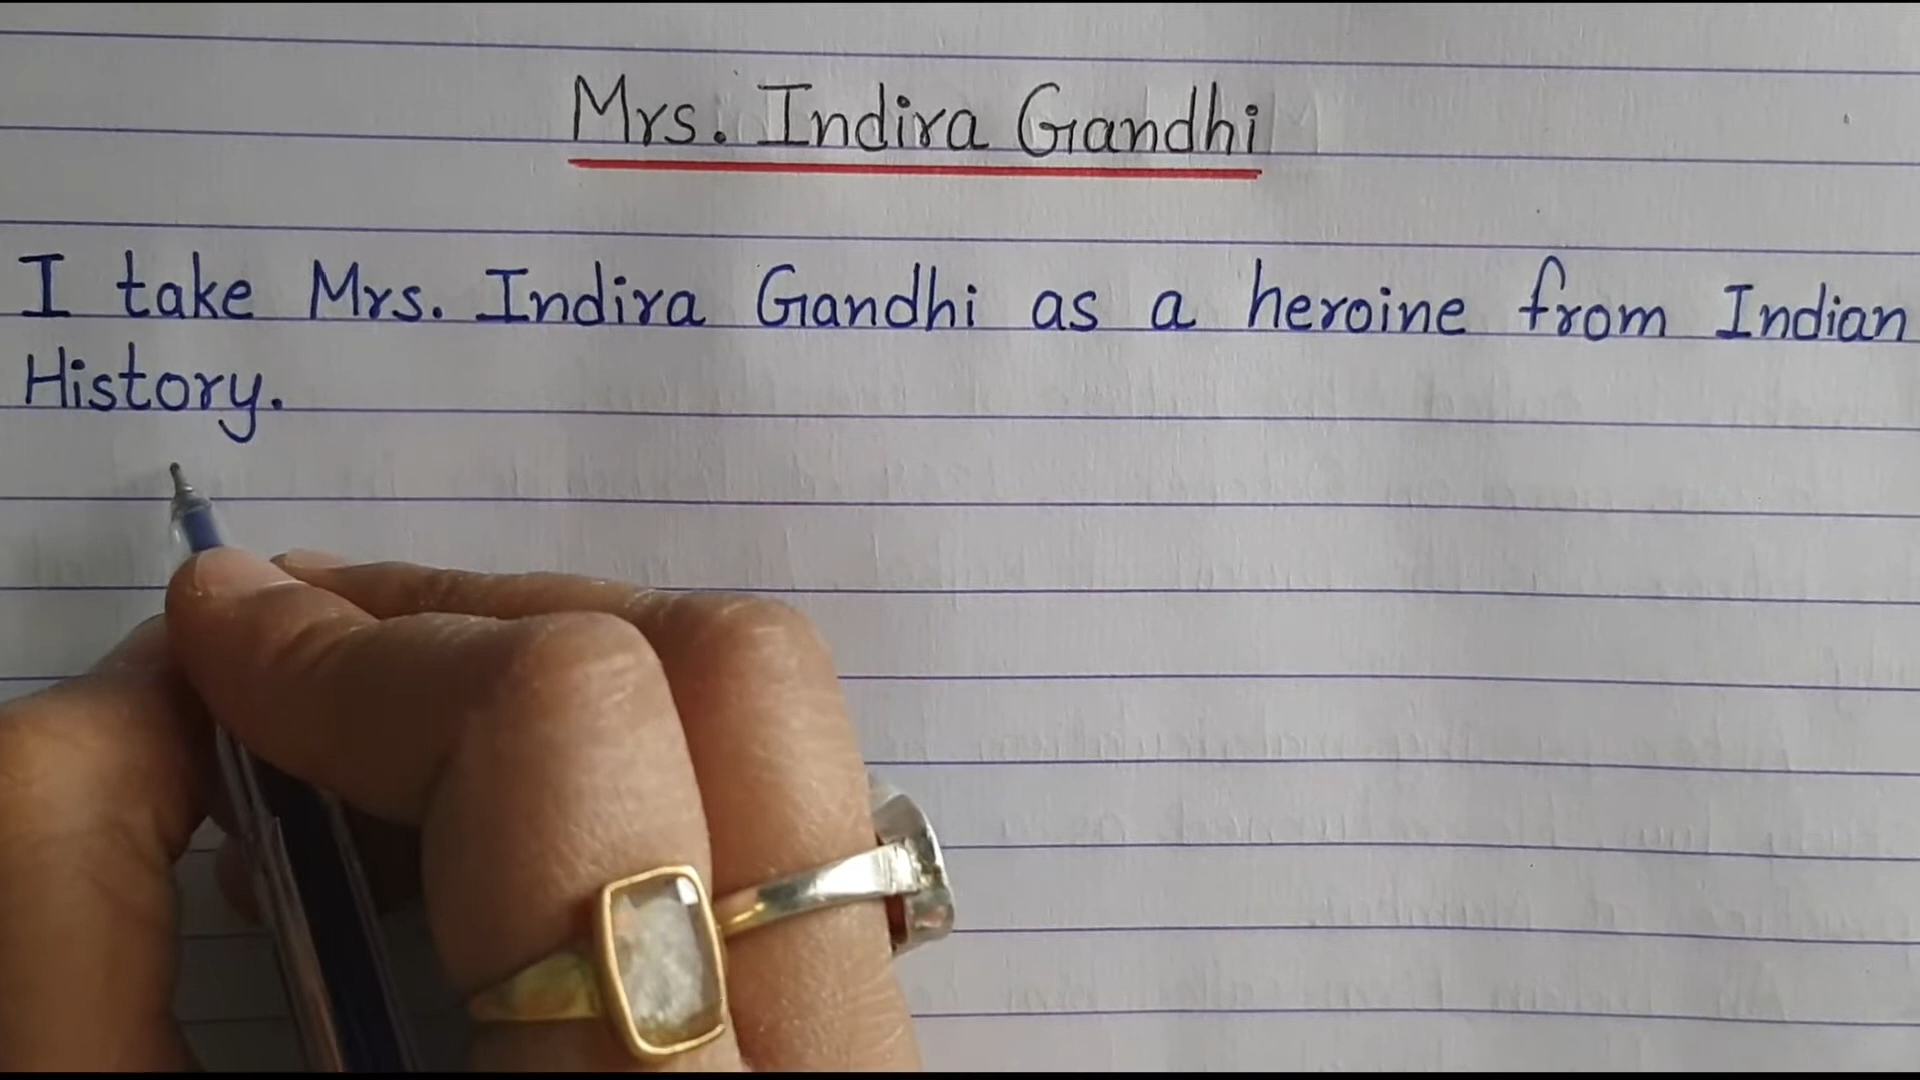 Mrs. Indira Gandhi
I take Mrs. Indira Gandhi as a heroine from Indian
History.